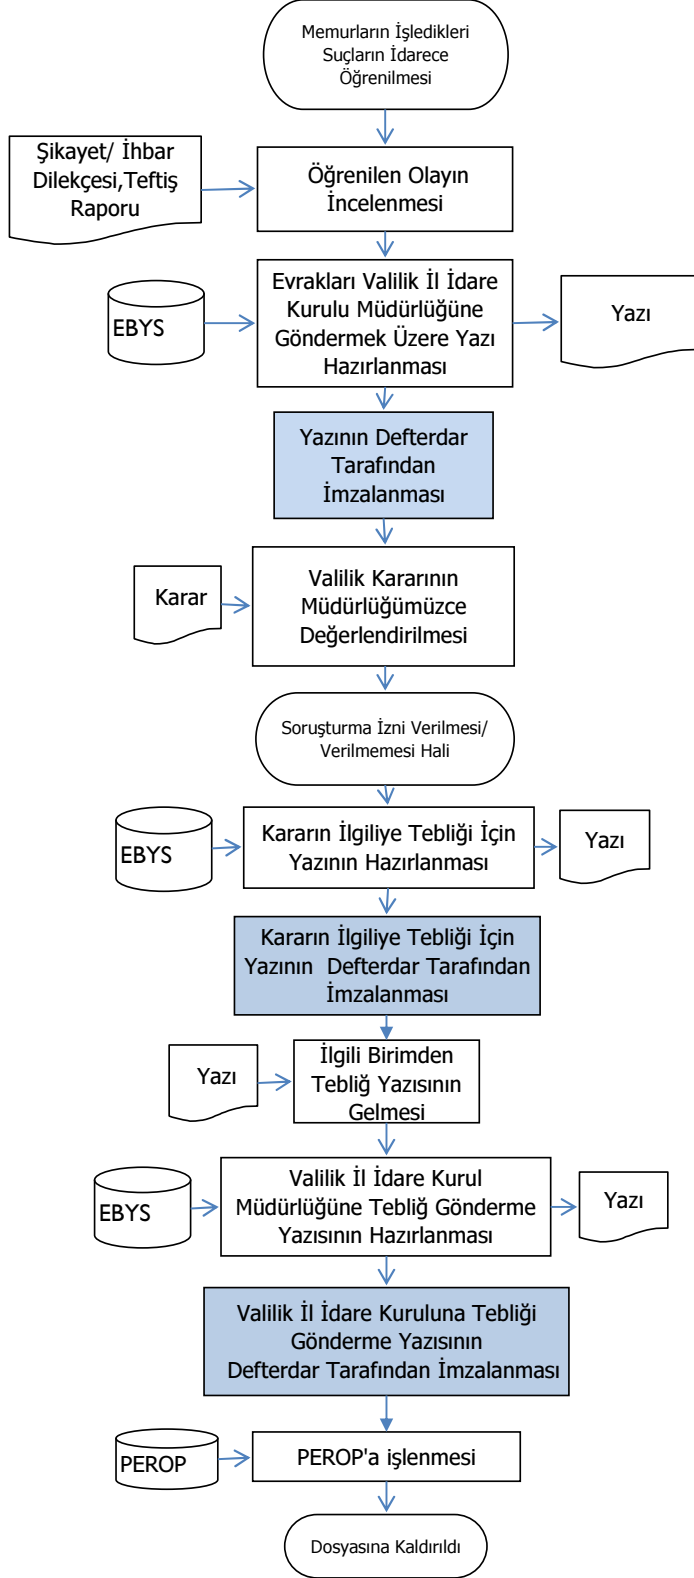 Memurların İşledikleri
Suçların İdarece
Öğrenilmesi
Şikayet/ İhbar
Dilekçesi,Teftiş
Raporu
Öğrenilen Olayın
İncelenmesi
EBYS
Evrakları Valilik İl İdare
Kurulu Müdürlüğüne
Göndermek Üzere Yazı
Hazırlanması
Yazı
Yazının Defterdar
Tarafından
İmzalanması
Karar
Valilik Kararının
Müdürlüğümüzce
Değerlendirilmesi
Soruşturma İzni Verilmesi/
Verilmemesi Hali
EBYS
Kararın İlgiliye Tebliği İçin
Yazının Hazırlanması
Yazı
Kararın İlgiliye Tebliği İçin
Yazının  Defterdar Tarafından
İmzalanması
Yazı
İlgili Birimden
Tebliğ Yazısının
Gelmesi
EBYS
Valilik İl İdare Kurul
Müdürlüğüne Tebliğ Gönderme
Yazısının Hazırlanması
Yazı
Valilik İl İdare Kuruluna Tebliği
Gönderme Yazısının
Defterdar Tarafından İmzalanması
PEROP
PEROP'a işlenmesi
Dosyasına Kaldırıldı